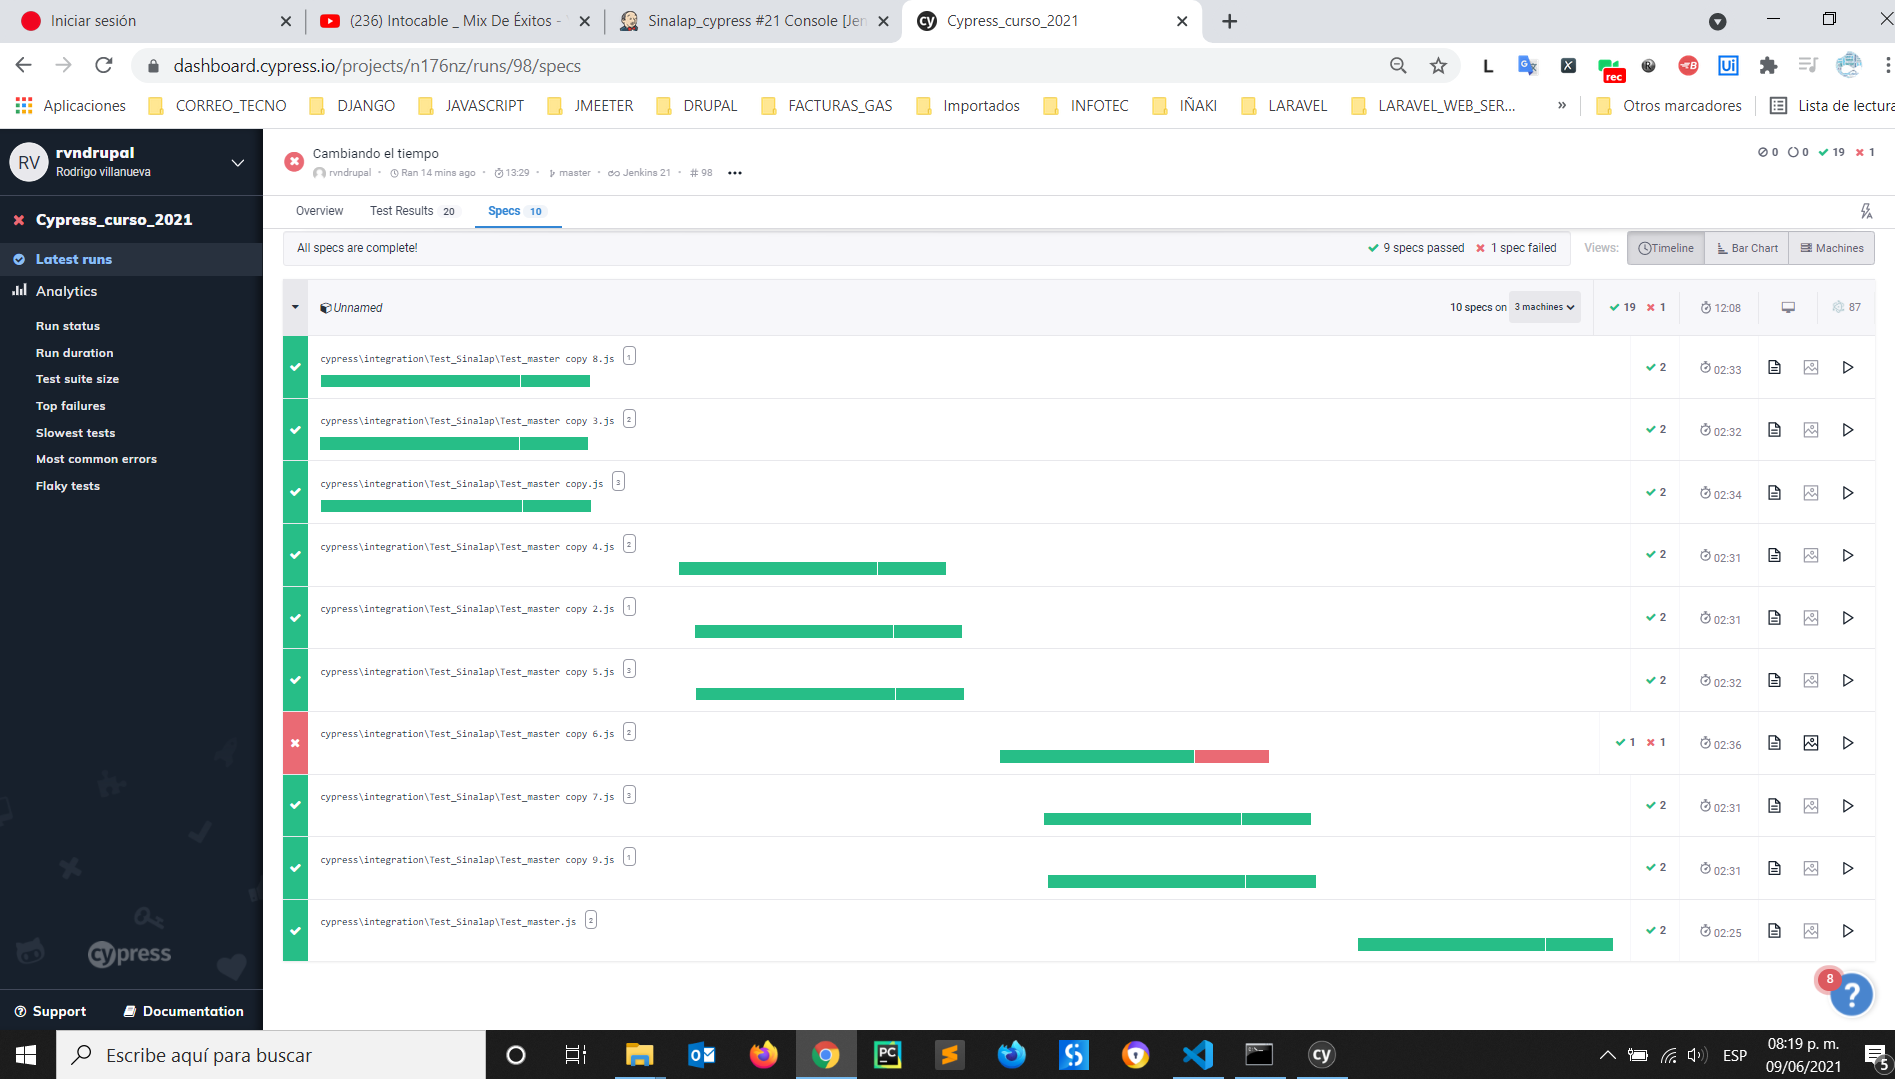 Iniciar sesión
(236) Intocable _ Mix De Éxitos -
Sinalap_cypress #21 Console [Jen
Cypress_curso_2021
dashboard.cypress.io/projects/n176nz/runs/98/specs
L
rec
Ui
Aplicaciones
CORREO_TECNO
DJANGO
JAVASCRIPT
JMEETER
DRUPAL
FACTURAS_GAS
Importados
INFOTEC
IÑAKI
LARAVEL
LARAVEL_WEB_SER...
»
Otros marcadores
Lista de lectura
RV
rvndrupal
Rodrigo villanueva
Cypress_curso_2021
Latest runs
Analytics
Run status
Run duration
Test suite size
Top failures
Slowest tests
Most common errors
Flaky tests
cypress
Support
Documentation
Cambiando el tiempo
rvndrupal · Ran 14 mins ago · 13:29 · master · Jenkins 21 · # 98 ...
0 0 19 1
Overview
Test Results 20
Specs 10
All specs are complete!
9 specs passed
1 spec failed
Views:
Timeline
Bar Chart
Machines
Unnamed
10 specs on 3 machines
19 1
12:08
87
cypress\integration\Test_Sinalap\Test_master copy 8.js 1
2 02:33
cypress\integration\Test_Sinalap\Test_master copy 3.js 2
2 02:32
cypress\integration\Test_Sinalap\Test_master copy.js 3
2 02:34
cypress\integration\Test_Sinalap\Test_master copy 4.js 2
2 02:31
cypress\integration\Test_Sinalap\Test_master copy 2.js 1
2 02:31
cypress\integration\Test_Sinalap\Test_master copy 5.js 3
2 02:32
cypress\integration\Test_Sinalap\Test_master copy 6.js 2
1 1 02:36
cypress\integration\Test_Sinalap\Test_master copy 7.js 3
2 02:31
cypress\integration\Test_Sinalap\Test_master copy 9.js 1
2 02:31
cypress\integration\Test_Sinalap\Test_master.js 2
2 02:25
8
?
Escribe aquí para buscar
PC
cy
ESP
08:19 p. m.
09/06/2021
5